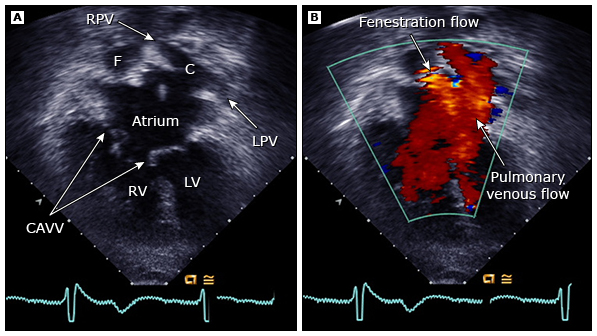 A
RPV
F
C
Atrium
LPV
RV
LV
CAVV
B
Fenestration flow
Pulmonary
venous flow